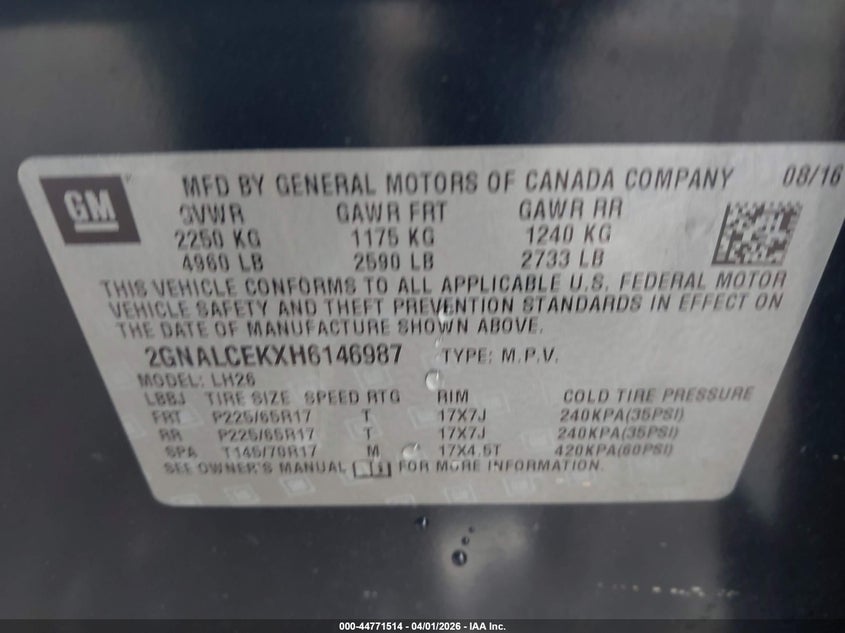 GM
MFD BY GENERAL MOTORS OF CANADA COMPANY 08/16
GVWR GAWR FRT GAWR RR
2250 KG 1175 KG 1240 KG
4960 LB 2590 LB 2733 LB
THIS VEHICLE CONFORMS TO ALL APPLICABLE U.S. FEDERAL MOTOR
VEHICLE SAFETY AND THEFT PREVENTION STANDARDS IN EFFECT ON
THE DATE OF MANUFACTURE SHOWN ABOVE.
2GNALCEKXH6146987 TYPE: M.P.V.
MODEL: LH26
LBBJ TIRE SIZE SPEED RTG RIM COLD TIRE PRESSURE
FRT P225/65R17 T 17X7J 240KPA(35PSI)
RR P225/65R17 T 17X7J 240KPA(35PSI)
SPA T145/70R17 M 17X4.5T 420KPA(60PSI)
SEE OWNER'S MANUAL FOR MORE INFORMATION.
000-44771514 - 04/01/2026 - IAA Inc.